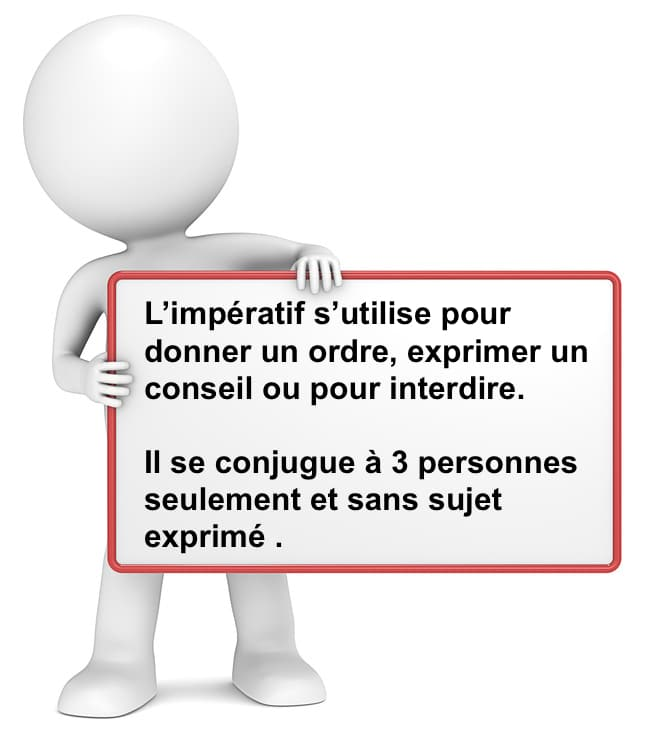 L’impératif s’utilise pour
donner un ordre, exprimer un
conseil ou pour interdire.
Il se conjugue à 3 personnes
seulement et sans sujet
exprimé .